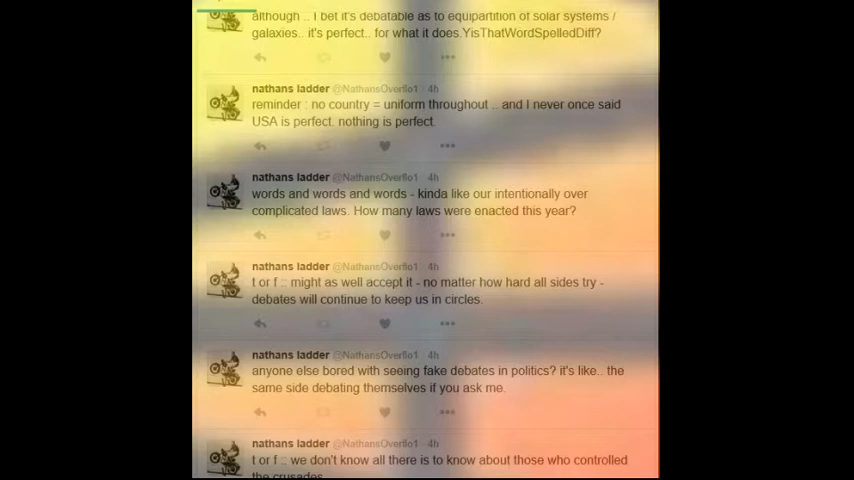 although .. I bet it's debatable as to equipartition of solar systems /
galaxies.. it's perfect.. for what it does.YisThatWordSpelledDiff?
nathans ladder @NathansOverflo1 · 4h
reminder : no country = uniform throughout .. and I never once said
USA is perfect. nothing is perfect.
nathans ladder @NathansOverflo1 · 4h
words and words and words - kinda like our intentionally over
complicated laws. How many laws were enacted this year?
nathans ladder @NathansOverflo1 · 4h
t or f :: might as well accept it - no matter how hard all sides try -
debates will continue to keep us in circles.
nathans ladder @NathansOverflo1 · 4h
anyone else bored with seeing fake debates in politics? it's like.. the
same side debating themselves if you ask me.
nathans ladder @NathansOverflo1 · 4h
t or f :: we don't know all there is to know about those who controlled
the crusades